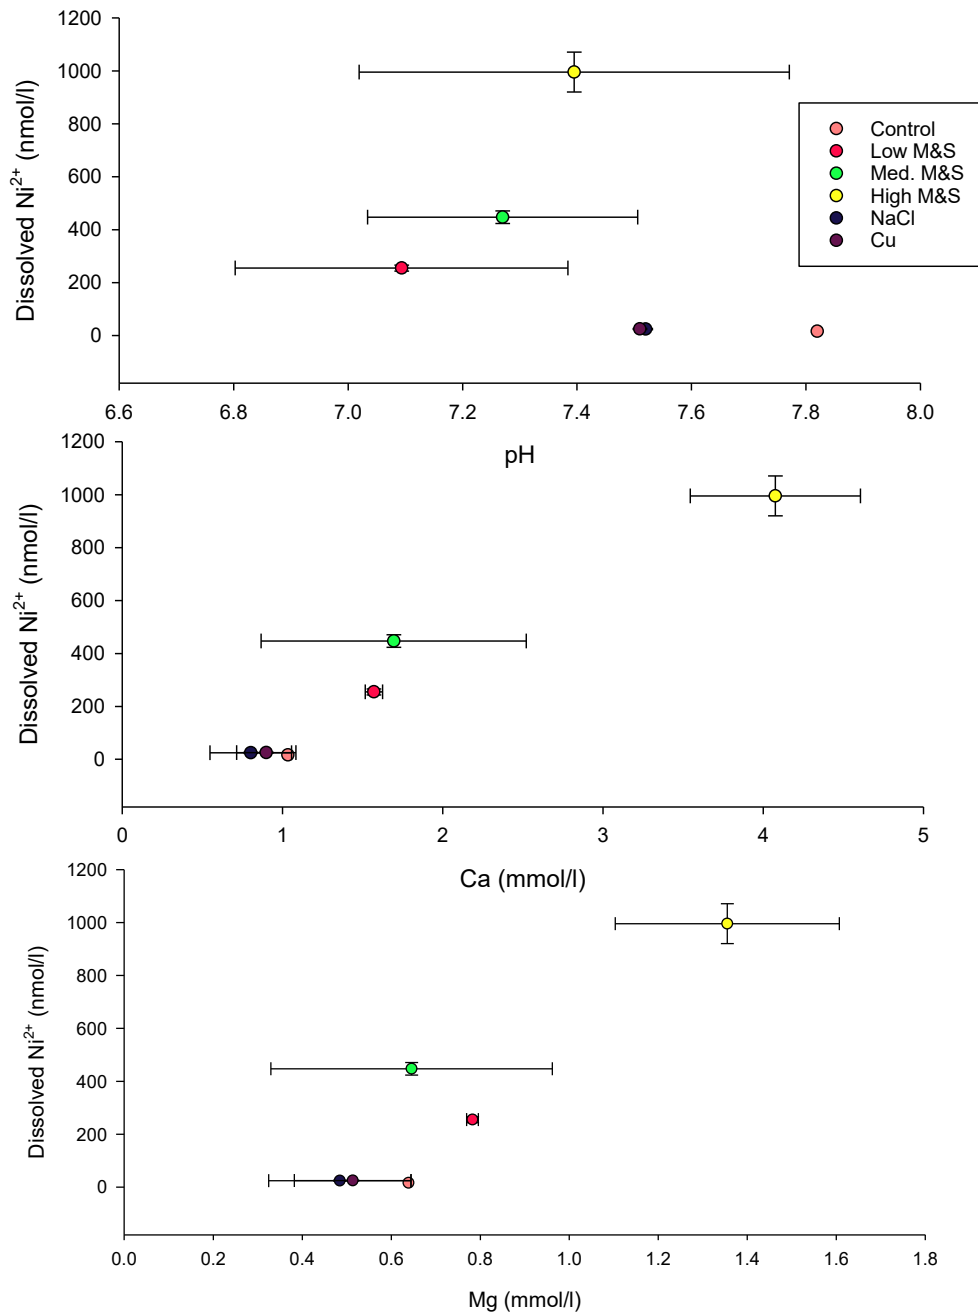 1200
1000
800
600
400
200
0
Dissolved Ni²⁺ (nmol/l)
Control
Low M&S
Med. M&S
High M&S
NaCl
Cu
6.6 6.8 7.0 7.2 7.4 7.6 7.8 8.0
pH
1200
1000
800
600
400
200
0
Dissolved Ni²⁺ (nmol/l)
0 1 2 3 4 5
Ca (mmol/l)
1200
1000
800
600
400
200
0
Dissolved Ni²⁺ (nmol/l)
0.0 0.2 0.4 0.6 0.8 1.0 1.2 1.4 1.6 1.8
Mg (mmol/l)